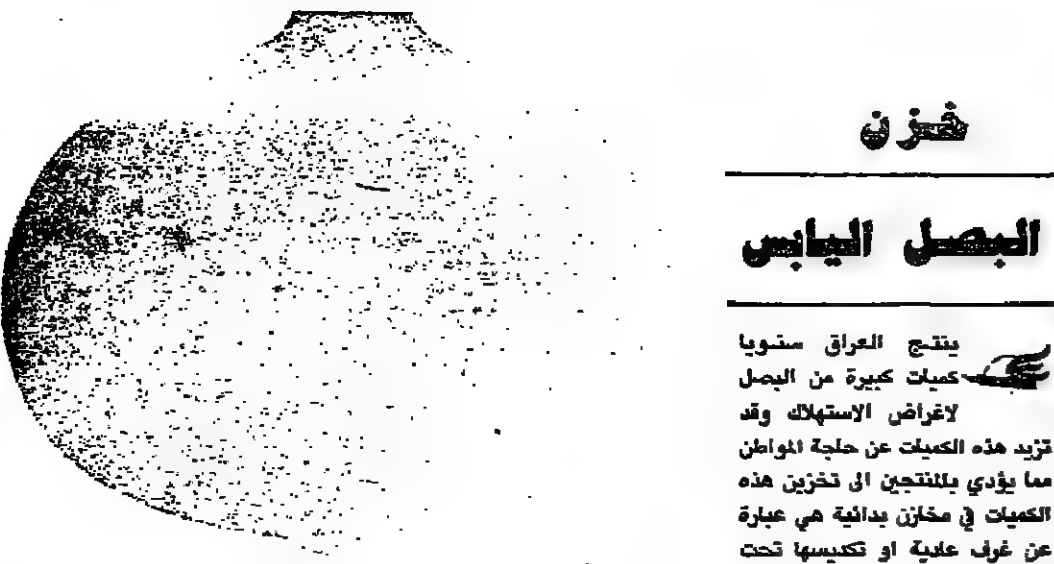 خزن
البصل اليابس
ينتج العراق سنويا
كميات كبيرة من البصل
لاغراض الاستهلاك وقد
تزيد هذه الكميات عن حاجة المواطن
مما يؤدي بالمنتجين الى تخزين هذه
الكميات في مخازن بدائية هي عبارة
عن غرف عادية او تكديسها تحت